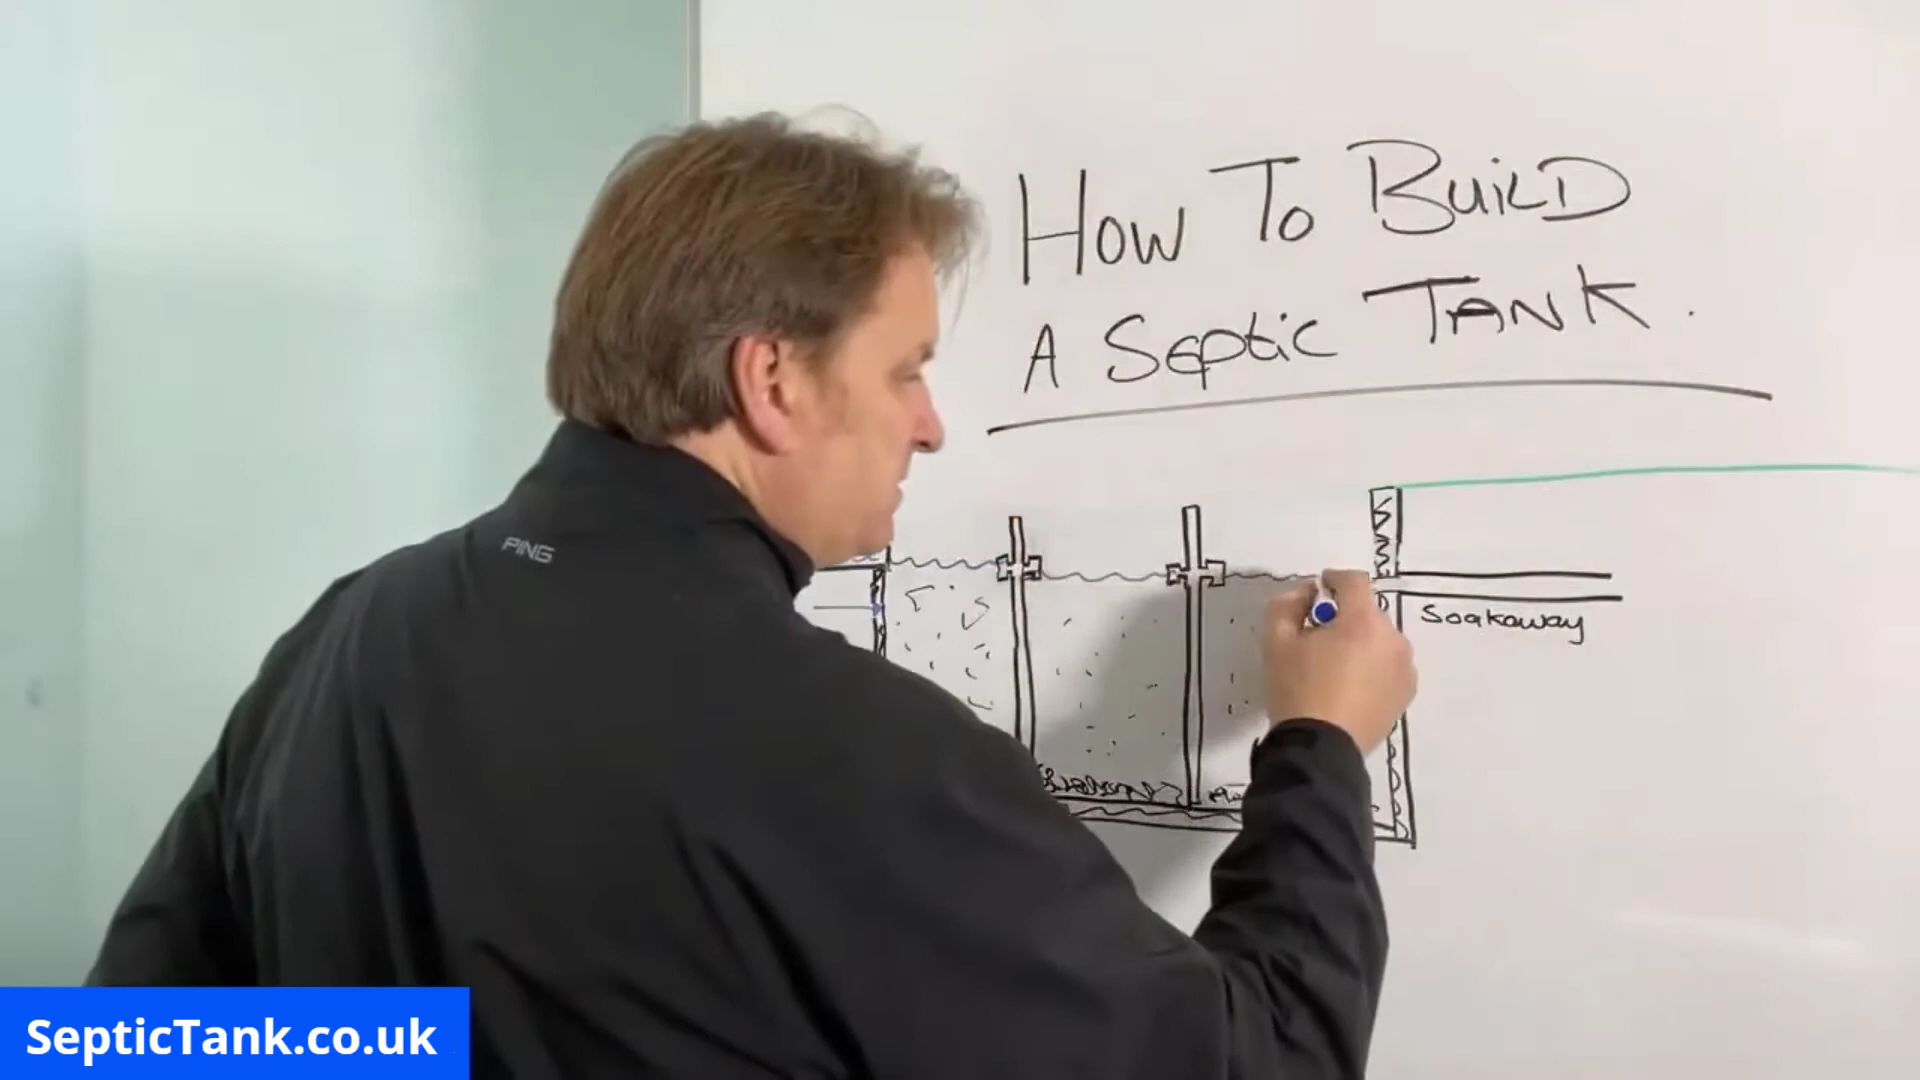 How To BuiLD
A Septic TANK.
PING
Soakaway
SepticTank.co.uk